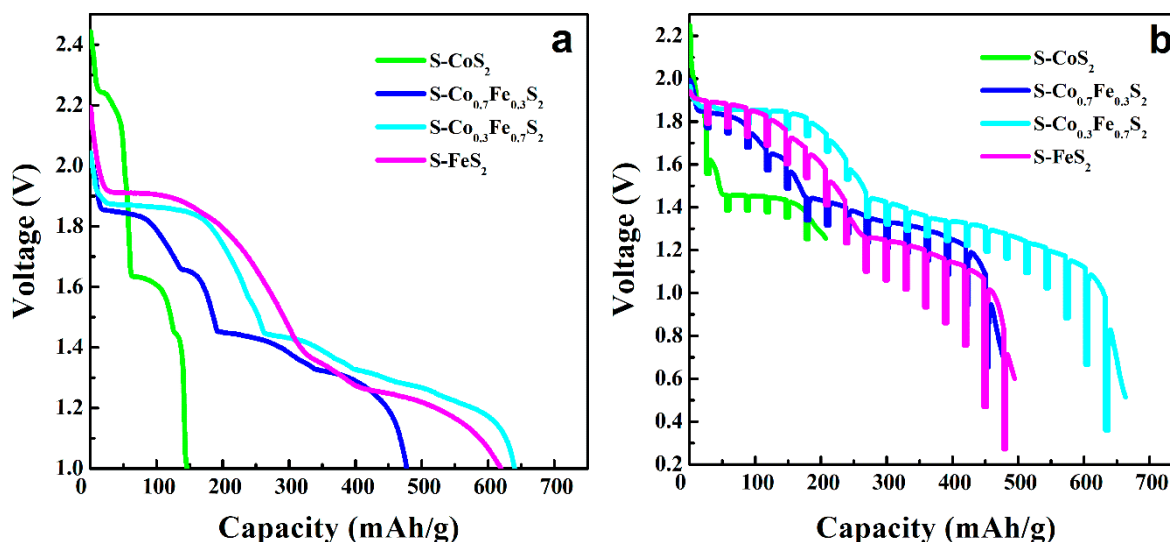 a
S-CoS₂
S-Co₀.₇Fe₀.₃S₂
S-Co₀.₃Fe₀.₇S₂
S-FeS₂
Voltage (V)
2.4
2.2
2.0
1.8
1.6
1.4
1.2
1.0
0 100 200 300 400 500 600 700
Capacity (mAh/g)
b
S-CoS₂
S-Co₀.₇Fe₀.₃S₂
S-Co₀.₃Fe₀.₇S₂
S-FeS₂
Voltage (V)
2.2
2.0
1.8
1.6
1.4
1.2
1.0
0.8
0.6
0.4
0.2
0 100 200 300 400 500 600 700
Capacity (mAh/g)